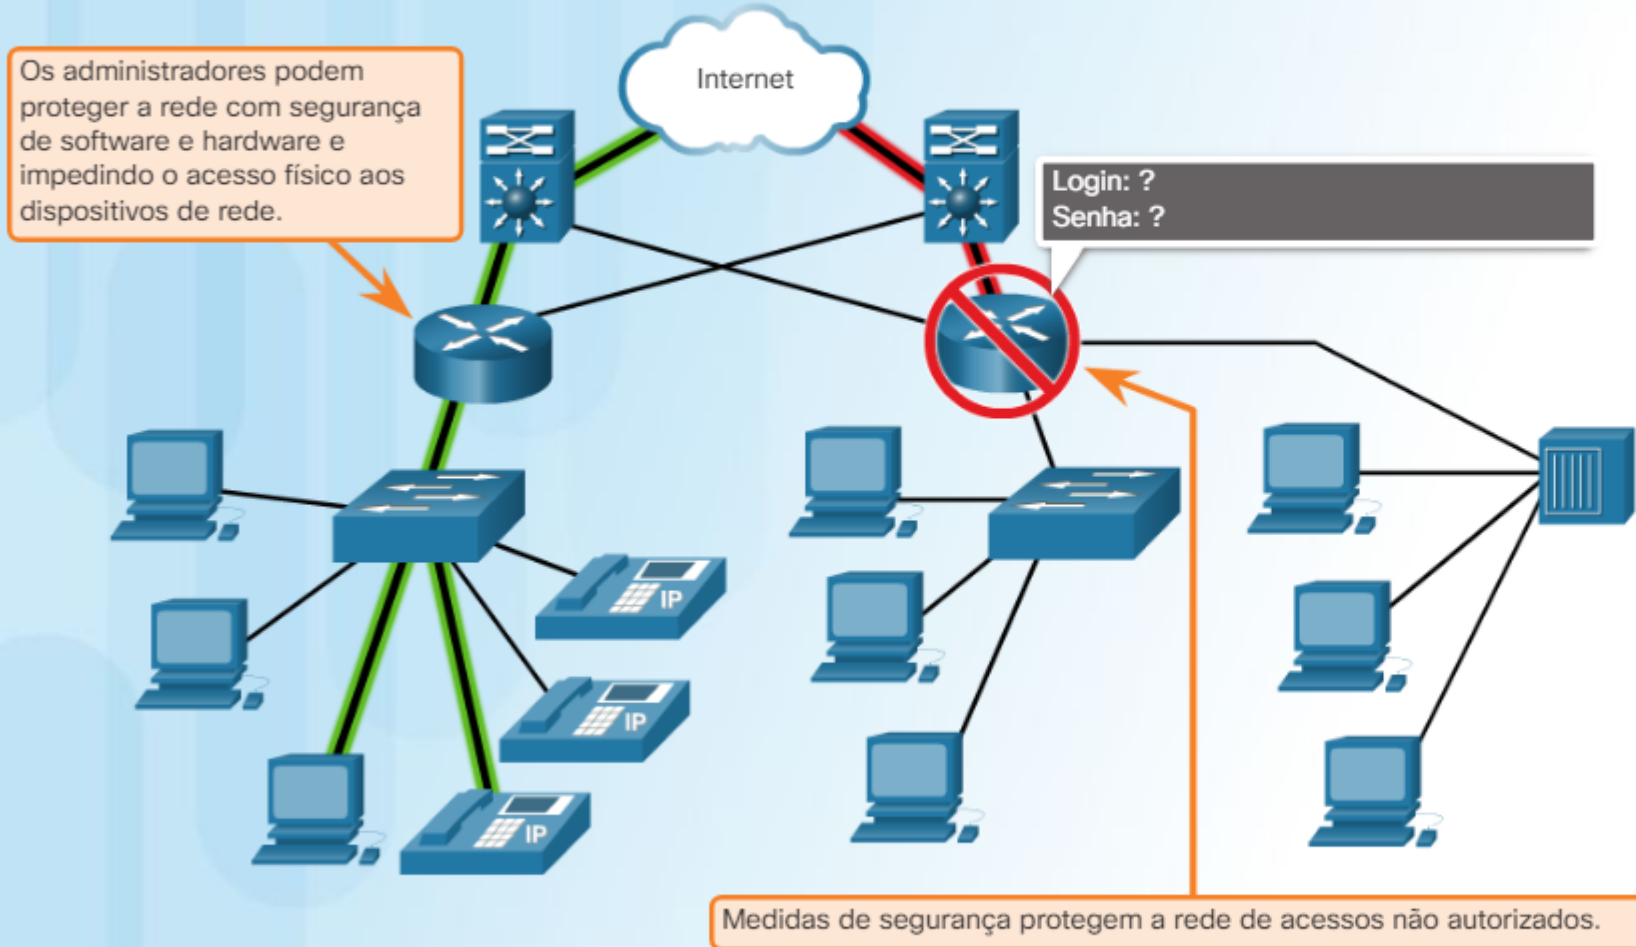 Internet
Os administradores podem
proteger a rede com segurança
de software e hardware e
impedindo o acesso físico aos
dispositivos de rede.
Login: ?
Senha: ?
IP
IP
IP
Medidas de segurança protegem a rede de acessos não autorizados.